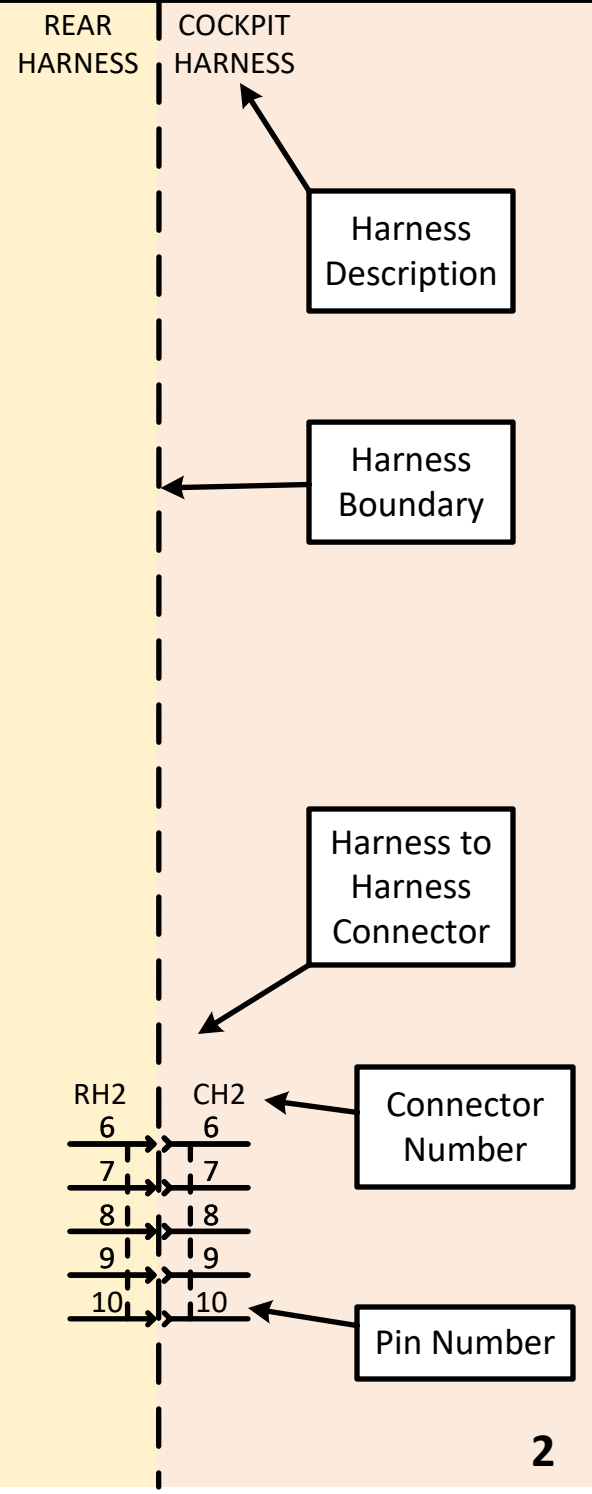 REAR
HARNESS
COCKPIT
HARNESS
Harness
Description
Harness
Boundary
Harness to
Harness
Connector
RH2 CH2
6 6
7 7
8 8
9 9
10 10
Connector
Number
Pin Number
2